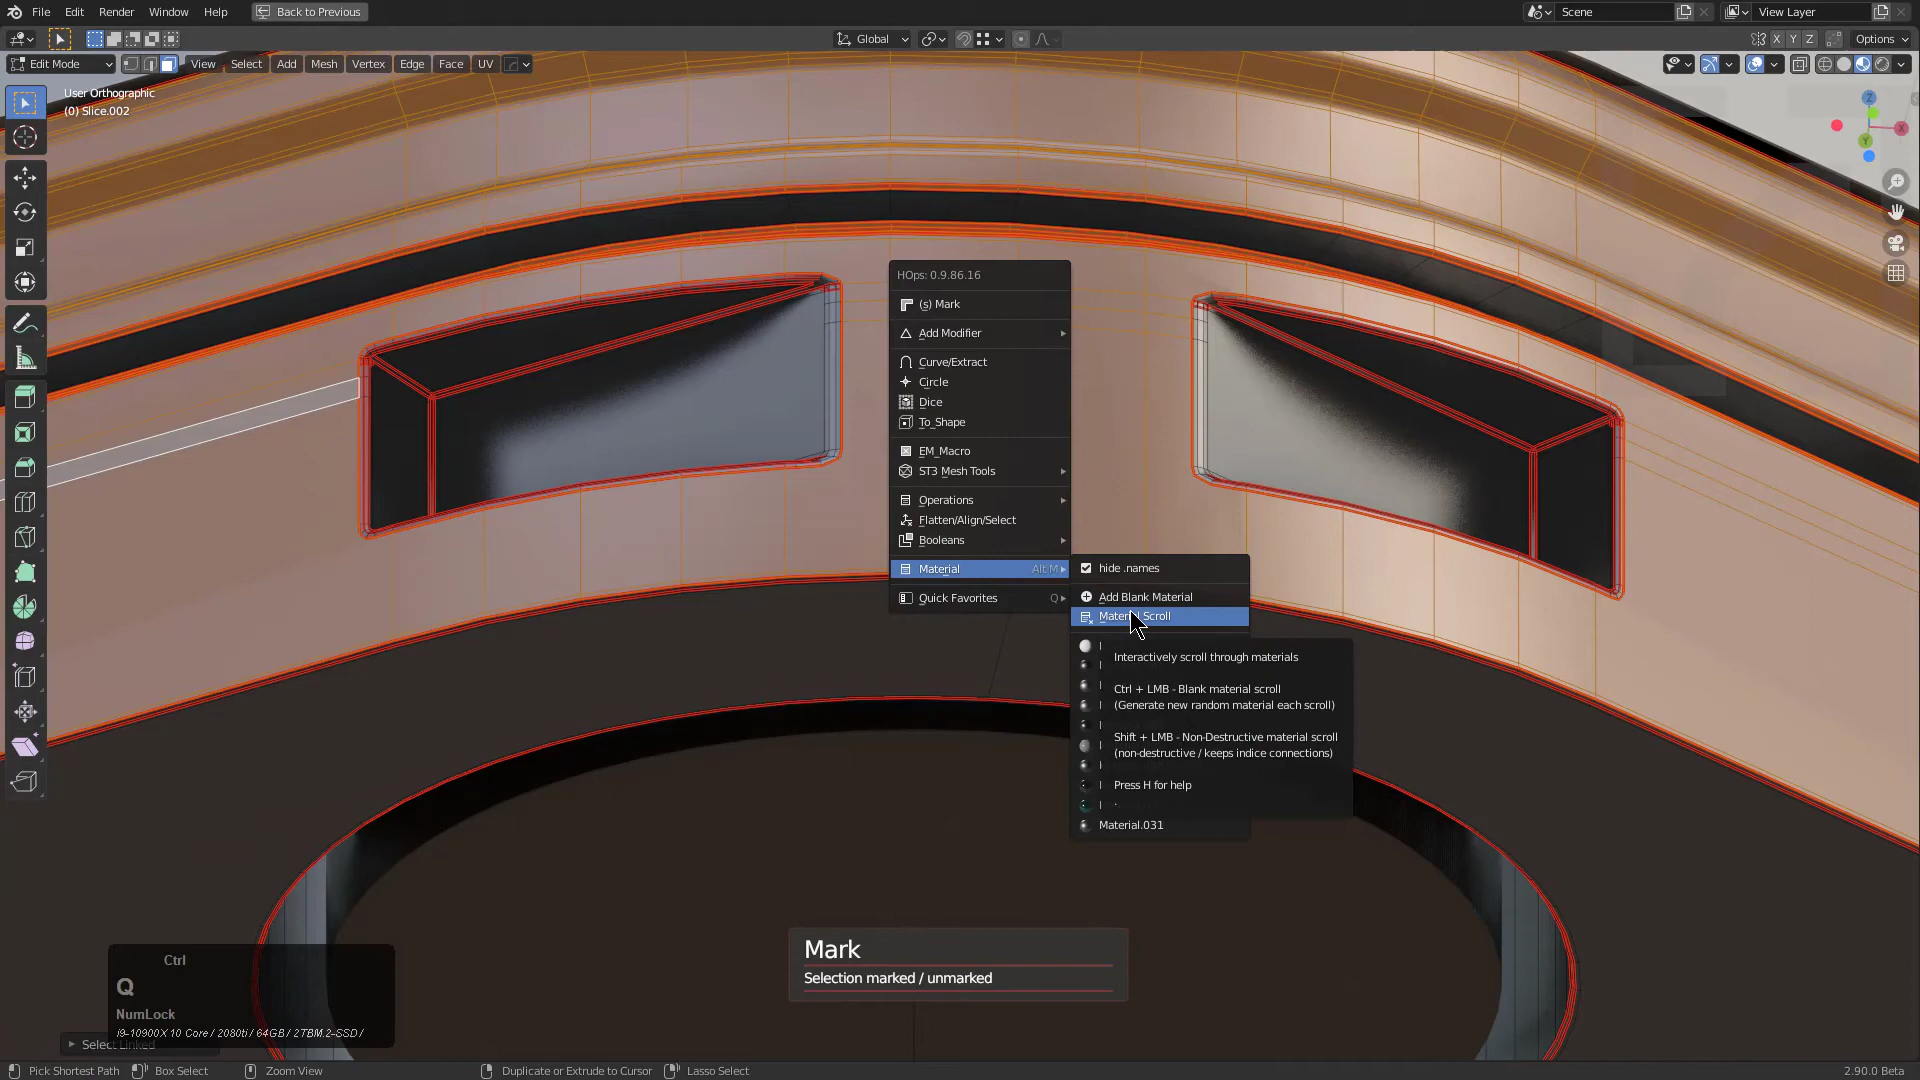 File Edit Render Window Help Back to Previous Scene View Layer
Global X Y Z Options
Edit Mode View Select Add Mesh Vertex Edge Face UV
User Orthographic
(0) Slice.002
Z
X
Y
HOps: 0.9.86.16
(s) Mark
Add Modifier
Curve/Extract
Circle
Dice
To_Shape
EM_Macro
ST3 Mesh Tools
Operations
Flatten/Align/Select
Booleans
Material Alt M
Quick Favorites Q
hide .names
Add Blank Material
Material Scroll
Interactively scroll through materials
Ctrl + LMB - Blank material scroll
(Generate new random material each scroll)
Shift + LMB - Non-Destructive material scroll
(non-destructive / keeps indice connections)
Press H for help
Material.031
Mark
Selection marked / unmarked
Ctrl
Q
NumLock
i9-10900X 10 Core / 2080ti / 64GB / 2TBM.2-SSD /
Select Linked
Pick Shortest Path Box Select Zoom View Duplicate or Extrude to Cursor Lasso Select 2.90.0 Beta